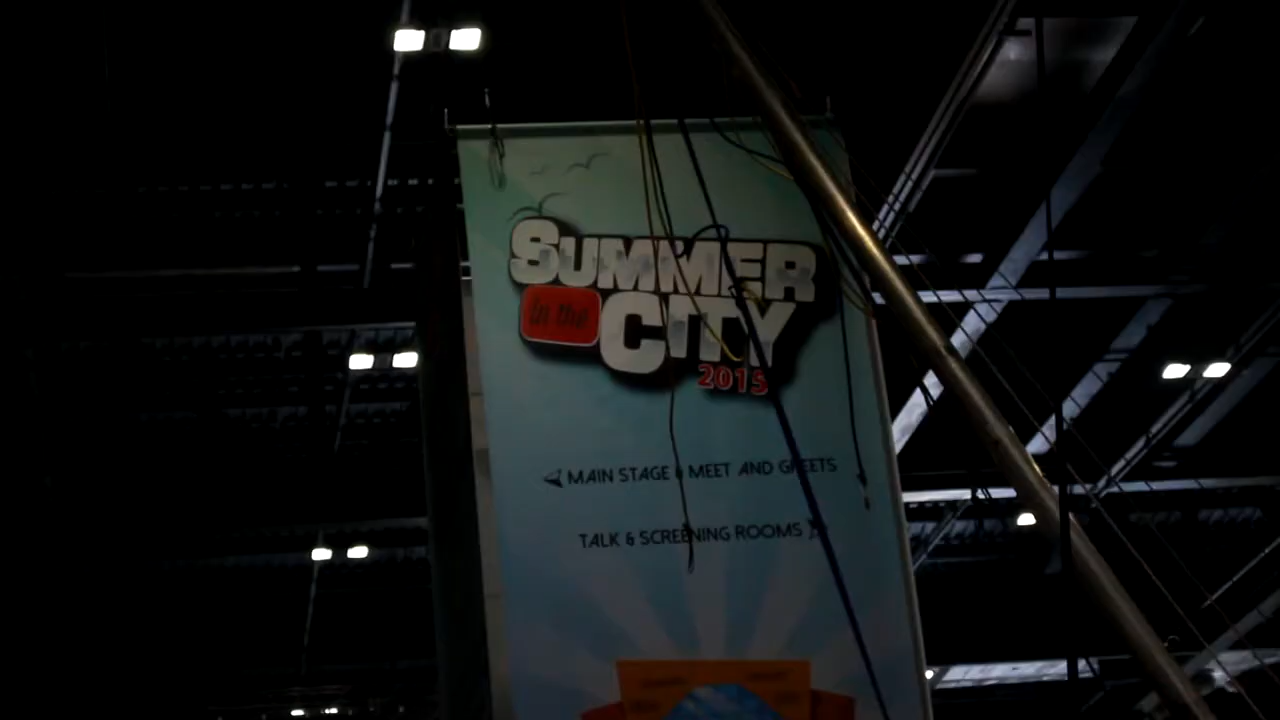 SUMMER
in the CITY
2015
MAIN STAGE & MEET AND GREETS
TALK & SCREENING ROOMS